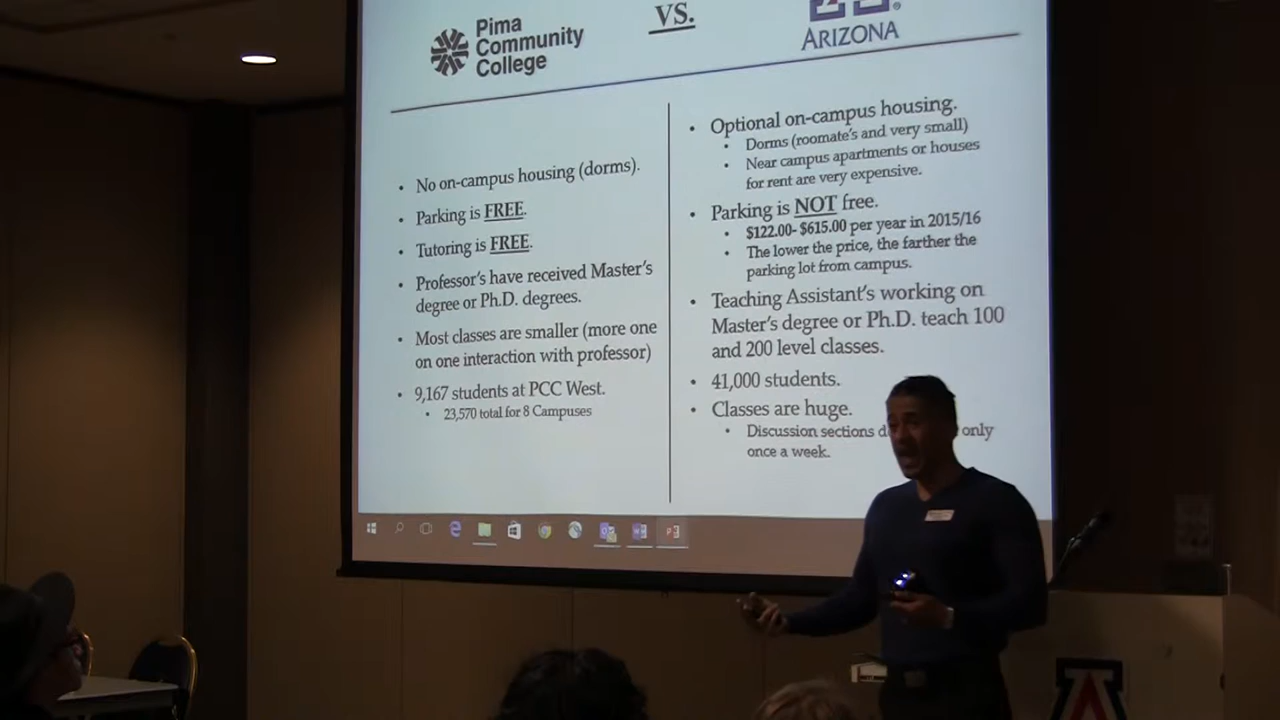 Pima
Community
College
VS.
ARIZONA
• No on-campus housing (dorms).
• Parking is FREE.
• Tutoring is FREE.
• Professor's have received Master's
degree or Ph.D. degrees.
• Most classes are smaller (more one
on one interaction with professor)
• 9,167 students at PCC West.
• 23,570 total for 8 Campuses
• Optional on-campus housing.
• Dorms (roomate's and very small)
• Near campus apartments or houses
for rent are very expensive.
• Parking is NOT free.
• $122.00- $615.00 per year in 2015/16
• The lower the price, the farther the
parking lot from campus.
• Teaching Assistant's working on
Master's degree or Ph.D. teach 100
and 200 level classes.
• 41,000 students.
• Classes are huge.
• Discussion sections only
once a week.